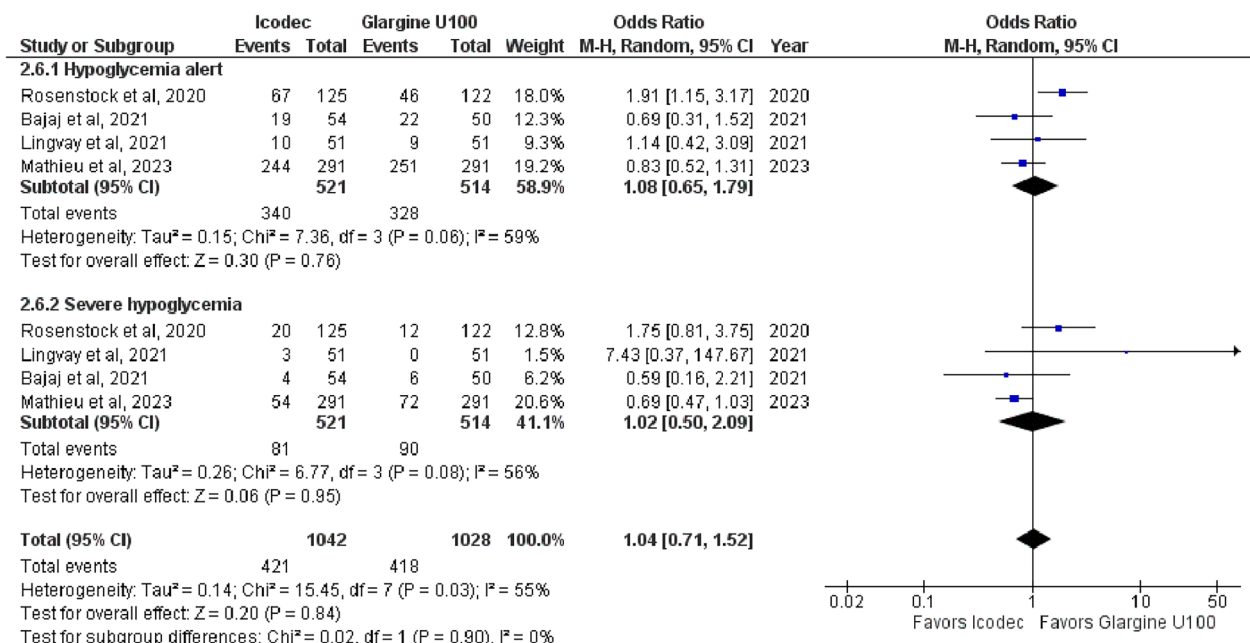 Icodec Glargine U100 Odds Ratio Odds Ratio
Study or Subgroup Events Total Events Total Weight M-H, Random, 95% CI Year M-H, Random, 95% CI
2.6.1 Hypoglycemia alert
Rosenstock et al, 2020 67 125 46 122 18.0% 1.91 [1.15, 3.17] 2020
Bajaj et al, 2021 19 54 22 50 12.3% 0.69 [0.31, 1.52] 2021
Lingvay et al, 2021 10 51 9 51 9.3% 1.14 [0.42, 3.09] 2021
Mathieu et al, 2023 244 291 251 291 19.2% 0.83 [0.52, 1.31] 2023
Subtotal (95% CI) 521 514 58.9% 1.08 [0.65, 1.79]
Total events 340 328
Heterogeneity: Tau² = 0.15; Chi² = 7.36, df = 3 (P = 0.06); I² = 59%
Test for overall effect: Z = 0.30 (P = 0.76)
2.6.2 Severe hypoglycemia
Rosenstock et al, 2020 20 125 12 122 12.8% 1.75 [0.81, 3.75] 2020
Lingvay et al, 2021 3 51 0 51 1.5% 7.43 [0.37, 147.67] 2021
Bajaj et al, 2021 4 54 6 50 6.2% 0.59 [0.16, 2.21] 2021
Mathieu et al, 2023 54 291 72 291 20.6% 0.69 [0.47, 1.03] 2023
Subtotal (95% CI) 521 514 41.1% 1.02 [0.50, 2.09]
Total events 81 90
Heterogeneity: Tau² = 0.26; Chi² = 6.77, df = 3 (P = 0.08); I² = 56%
Test for overall effect: Z = 0.06 (P = 0.95)
Total (95% CI) 1042 1028 100.0% 1.04 [0.71, 1.52]
Total events 421 418
Heterogeneity: Tau² = 0.14; Chi² = 15.45, df = 7 (P = 0.03); I² = 55%
Test for overall effect: Z = 0.20 (P = 0.84)
Test for subgroup differences: Chi² = 0.02, df = 1 (P = 0.90), I² = 0%
0.02 0.1 1 10 50
Favors Icodec Favors Glargine U100